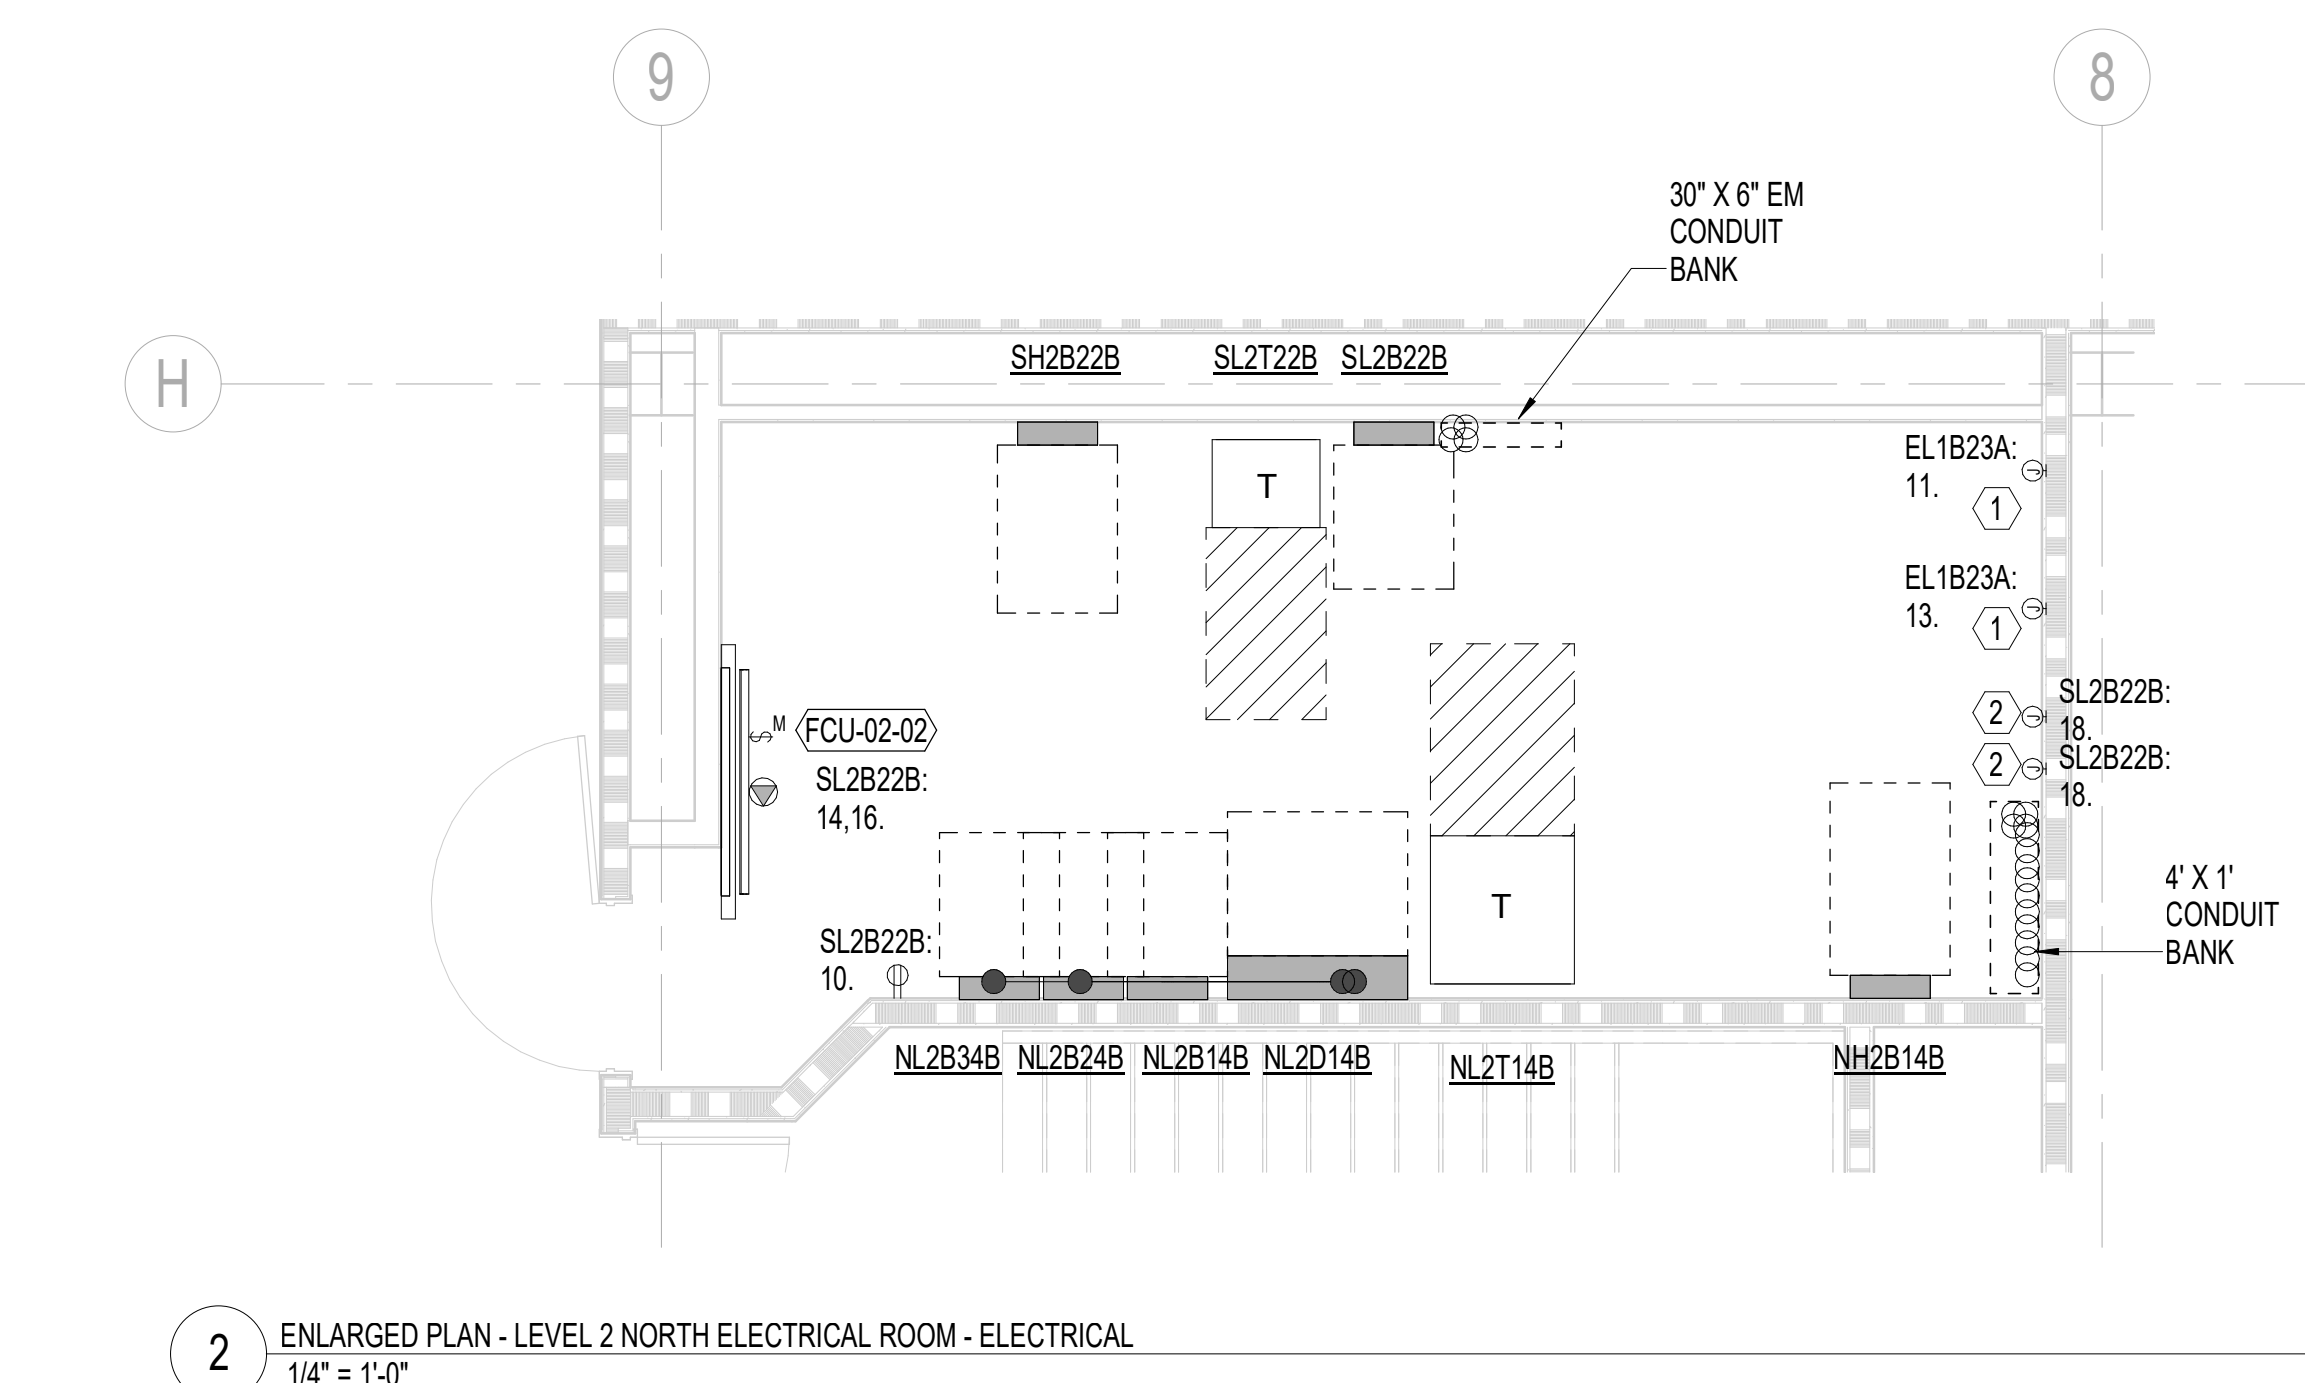 9
8
30" X 6" EM
CONDUIT
BANK
H
SH2B22B
SL2T22B
SL2B22B
T
EL1B23A:
11.
1
EL1B23A:
13.
1
SL2B22B:
18.
2
SL2B22B:
18.
2
M
FCU-02-02
SL2B22B:
14,16.
T
4' X 1'
CONDUIT
BANK
SL2B22B:
10.
NL2B34B
NL2B24B
NL2B14B
NL2D14B
NL2T14B
NH2B14B
2
ENLARGED PLAN - LEVEL 2 NORTH ELECTRICAL ROOM - ELECTRICAL
1/4" = 1'-0"